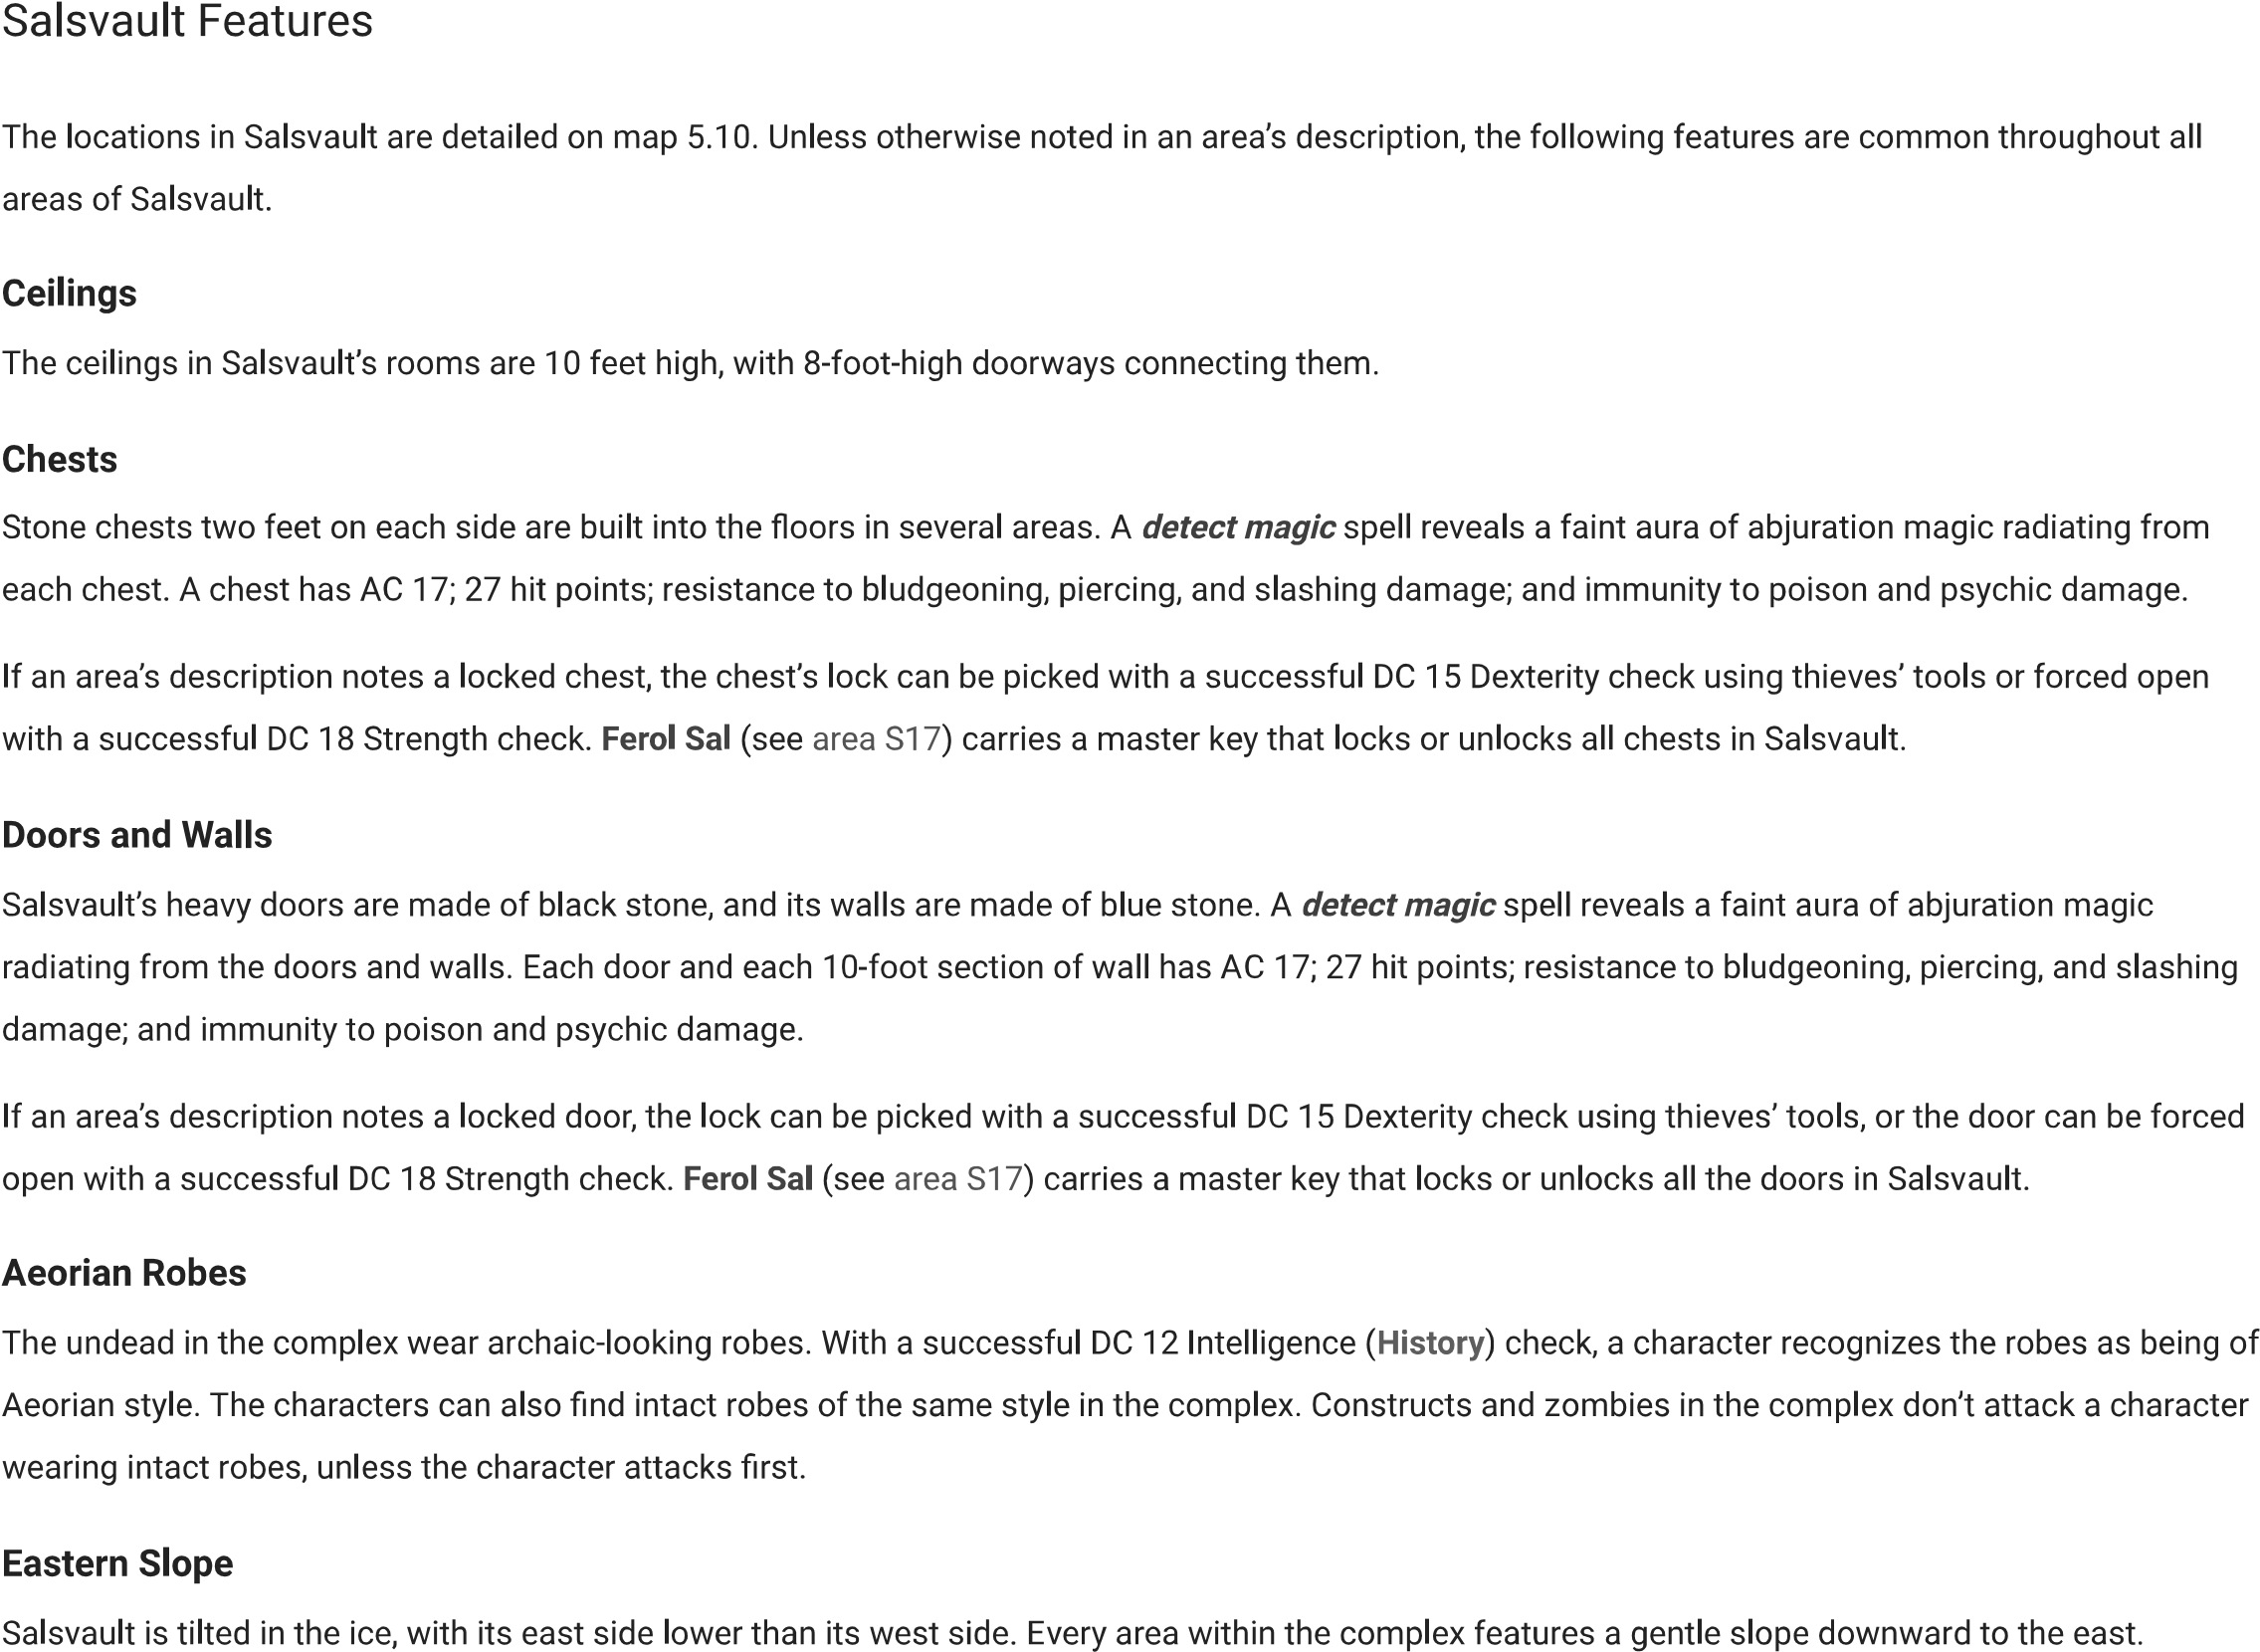 Salsvault Features
The locations in Salsvault are detailed on map 5.10. Unless otherwise noted in an area’s description, the following features are common throughout all
areas of Salsvault.
Ceilings
The ceilings in Salsvault’s rooms are 10 feet high, with 8-foot-high doorways connecting them.
Chests
Stone chests two feet on each side are built into the floors in several areas. A detect magic spell reveals a faint aura of abjuration magic radiating from
each chest. A chest has AC 17; 27 hit points; resistance to bludgeoning, piercing, and slashing damage; and immunity to poison and psychic damage.
If an area’s description notes a locked chest, the chest’s lock can be picked with a successful DC 15 Dexterity check using thieves’ tools or forced open
with a successful DC 18 Strength check. Ferol Sal (see area S17) carries a master key that locks or unlocks all chests in Salsvault.
Doors and Walls
Salsvault’s heavy doors are made of black stone, and its walls are made of blue stone. A detect magic spell reveals a faint aura of abjuration magic
radiating from the doors and walls. Each door and each 10-foot section of wall has AC 17; 27 hit points; resistance to bludgeoning, piercing, and slashing
damage; and immunity to poison and psychic damage.
If an area’s description notes a locked door, the lock can be picked with a successful DC 15 Dexterity check using thieves’ tools, or the door can be forced
open with a successful DC 18 Strength check. Ferol Sal (see area S17) carries a master key that locks or unlocks all the doors in Salsvault.
Aeorian Robes
The undead in the complex wear archaic-looking robes. With a successful DC 12 Intelligence (History) check, a character recognizes the robes as being of
Aeorian style. The characters can also find intact robes of the same style in the complex. Constructs and zombies in the complex don’t attack a character
wearing intact robes, unless the character attacks first.
Eastern Slope
Salsvault is tilted in the ice, with its east side lower than its west side. Every area within the complex features a gentle slope downward to the east.